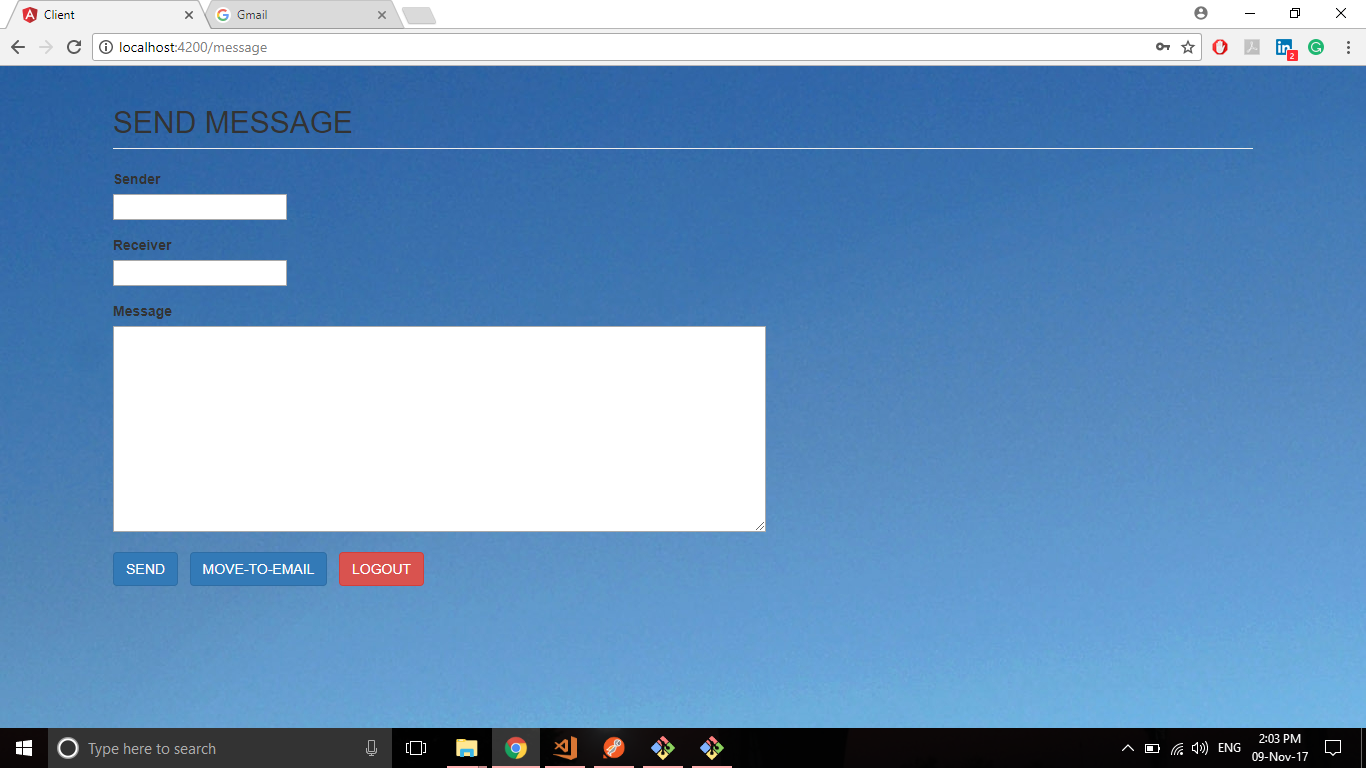 Client
Gmail
localhost:4200/message
2
SEND MESSAGE
Sender
Receiver
Message
SEND
MOVE-TO-EMAIL
LOGOUT
Type here to search
ENG
2:03 PM
09-Nov-17